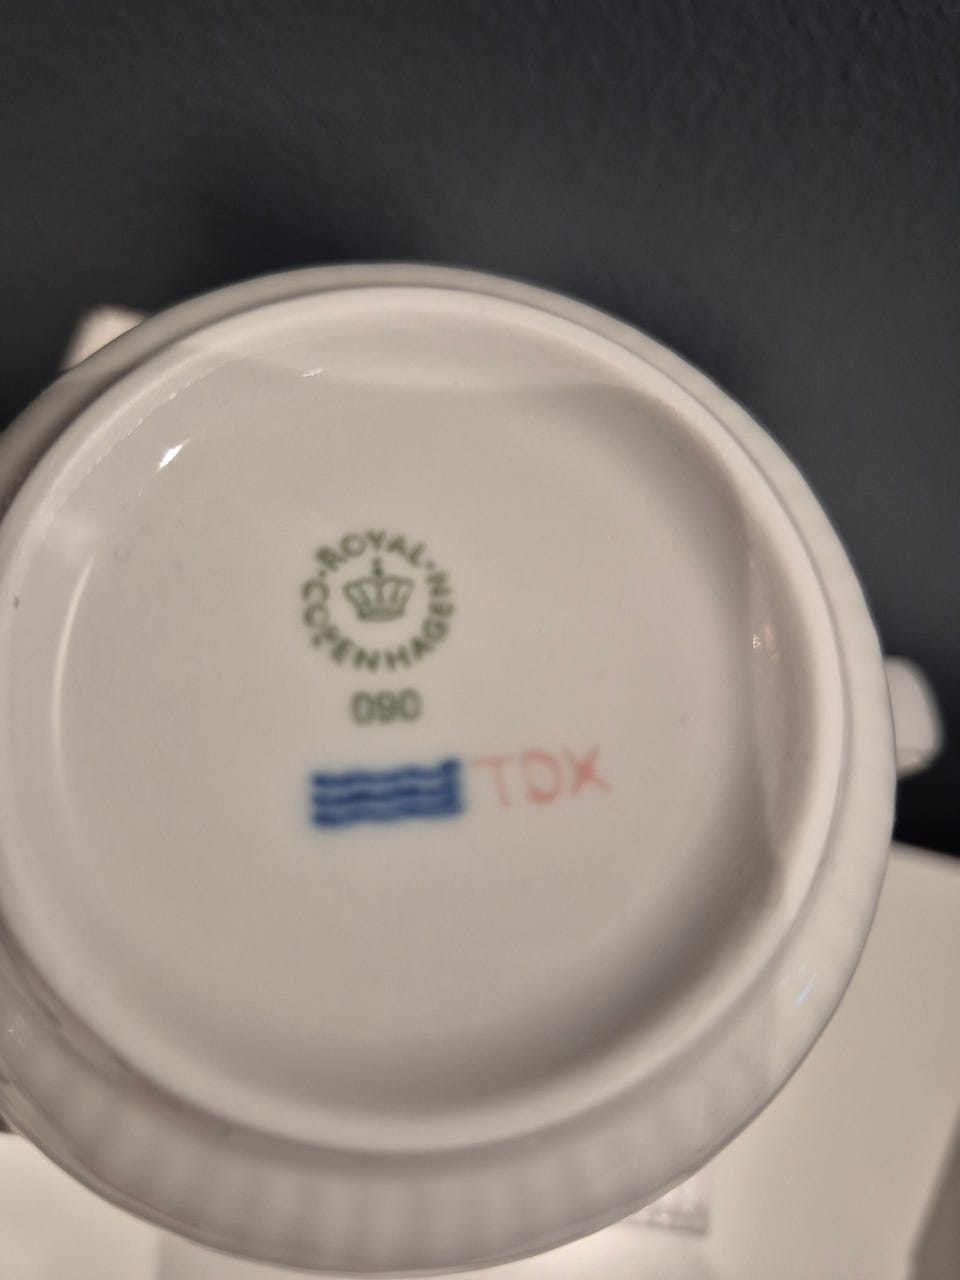 ROYAL
COPENHAGEN
090
TDX